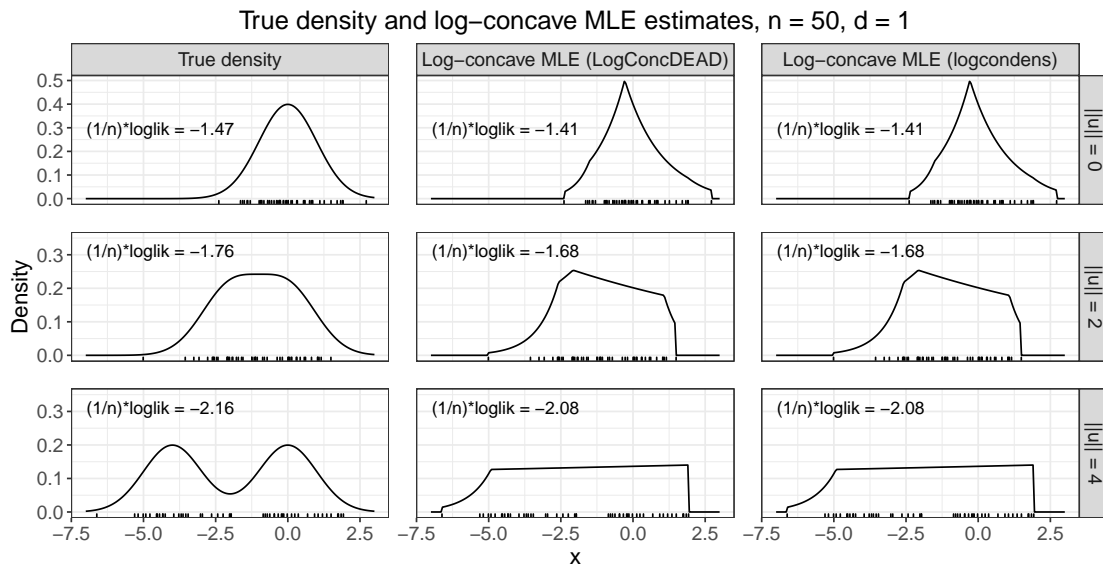 True density and log−concave MLE estimates, n = 50, d = 1
True density
Log−concave MLE (LogConcDEAD)
Log−concave MLE (logcondens)
0.5
0.4
0.3
0.2
0.1
0.0
(1/n)*loglik = −1.47
(1/n)*loglik = −1.41
(1/n)*loglik = −1.41
||u|| = 0
Density
0.3
0.2
0.1
0.0
(1/n)*loglik = −1.76
(1/n)*loglik = −1.68
(1/n)*loglik = −1.68
||u|| = 2
0.3
0.2
0.1
0.0
(1/n)*loglik = −2.16
(1/n)*loglik = −2.08
(1/n)*loglik = −2.08
||u|| = 4
−7.5 −5.0 −2.5 0.0 2.5
−7.5 −5.0 −2.5 0.0 2.5
−7.5 −5.0 −2.5 0.0 2.5
x